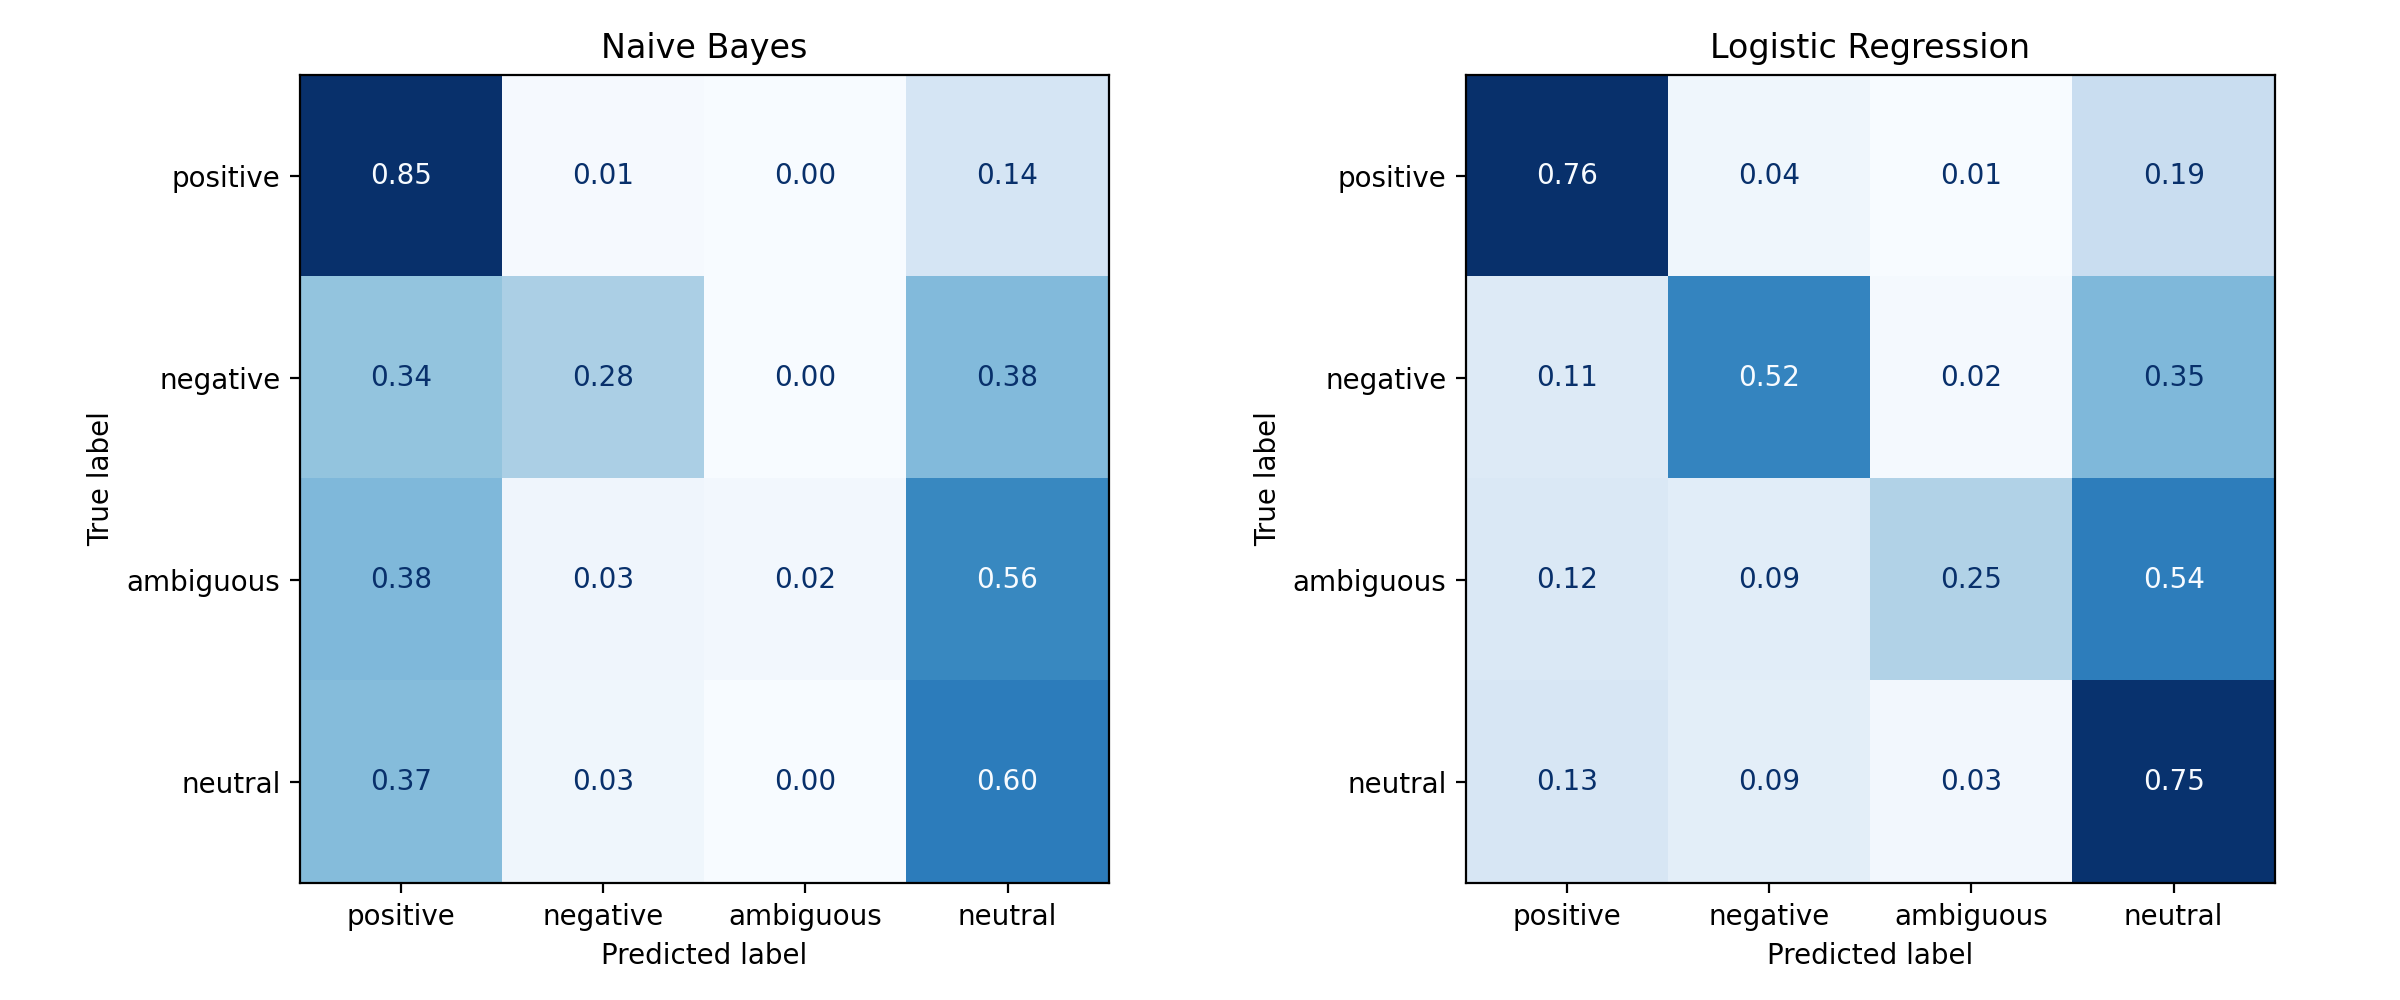 Naive Bayes
True label
positive 0.85 0.01 0.00 0.14
negative 0.34 0.28 0.00 0.38
ambiguous 0.38 0.03 0.02 0.56
neutral 0.37 0.03 0.00 0.60
positive negative ambiguous neutral
Predicted label
Logistic Regression
True label
positive 0.76 0.04 0.01 0.19
negative 0.11 0.52 0.02 0.35
ambiguous 0.12 0.09 0.25 0.54
neutral 0.13 0.09 0.03 0.75
positive negative ambiguous neutral
Predicted label